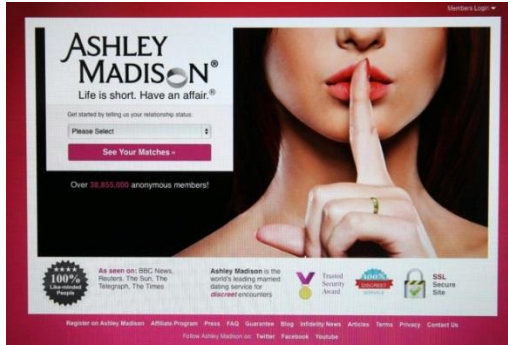 Members Login
ASHLEY
MADISON®
Life is short. Have an affair.®
Get started by telling us your relationship status:
Please Select
See Your Matches »
Over 38,855,000 anonymous members!
100%
Like-minded
People
As seen on: BBC News,
Reuters, The Sun, The
Telegraph, The Times
Ashley Madison is the
world's leading married
dating service for
discreet encounters
Trusted
Security
Award
100%
DISCREET
SERVICE
SSL
Secure
Site
Register on Ashley Madison Affiliate Program Press FAQ Guarantee Blog Infidelity News Articles Terms Privacy Contact Us
Follow Ashley Madison on: Twitter Facebook Youtube